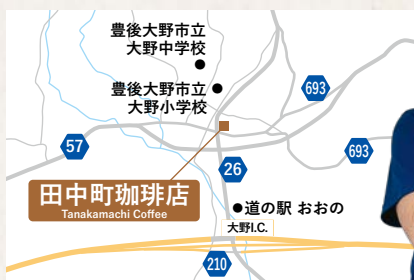 豊後大野市立
大野中学校
豊後大野市立
大野小学校
693
57
693
26
田中町珈琲店
Tanakamachi Coffee
道の駅 おおの
大野I.C.
210